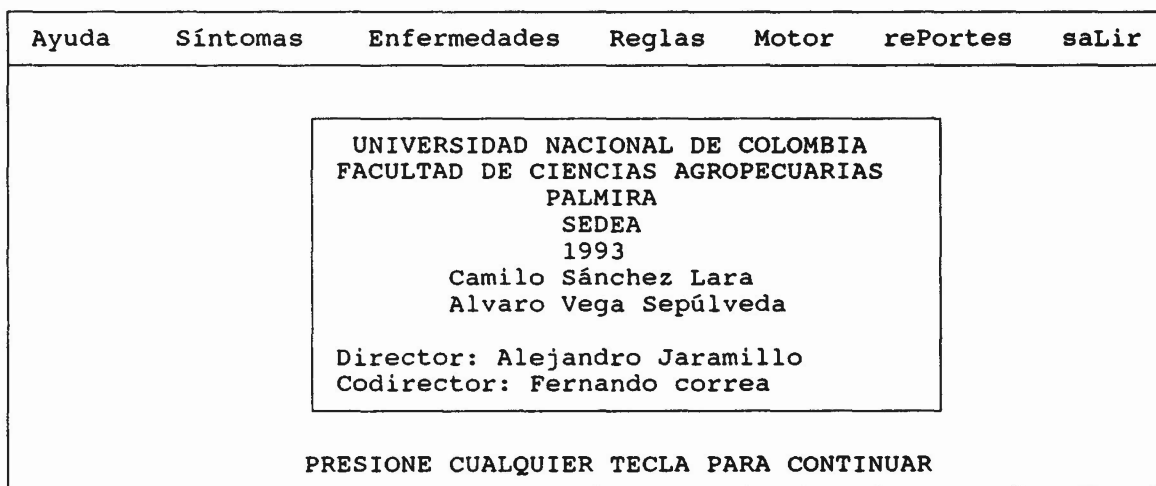 Ayuda Síntomas Enfermedades Reglas Motor rePortes saLir
UNIVERSIDAD NACIONAL DE COLOMBIA
FACULTAD DE CIENCIAS AGROPECUARIAS
PALMIRA
SEDEA
1993
Camilo Sánchez Lara
Alvaro Vega Sepúlveda
Director: Alejandro Jaramillo
Codirector: Fernando correa
PRESIONE CUALQUIER TECLA PARA CONTINUAR